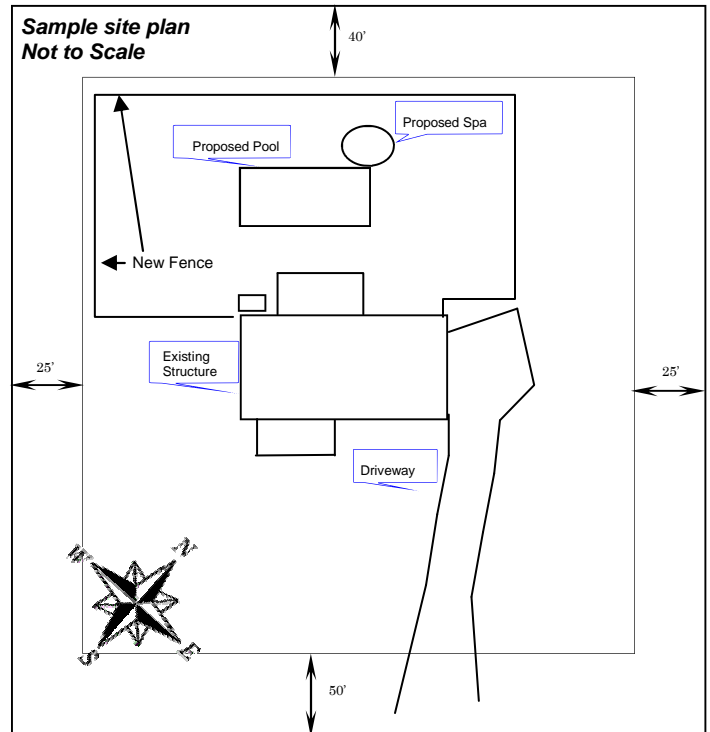 Sample site plan
Not to Scale
40'
Proposed Spa
Proposed Pool
New Fence
Existing
Structure
25'
25'
Driveway
W
N
S
E
50'